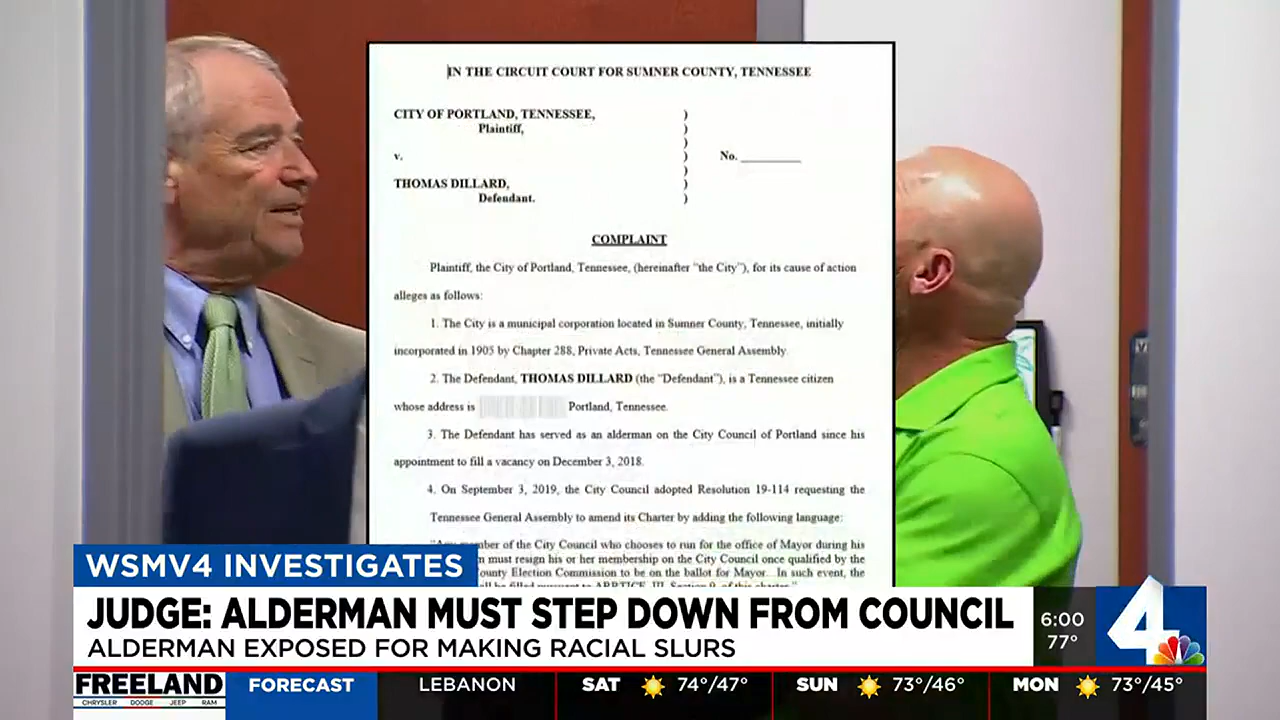 IN THE CIRCUIT COURT FOR SUMNER COUNTY, TENNESSEE
CITY OF PORTLAND, TENNESSEE, )
Plaintiff, )
)
v. ) No. ________
)
THOMAS DILLARD, )
Defendant. )
COMPLAINT
Plaintiff, the City of Portland, Tennessee, (hereinafter "the City"), for its cause of action
alleges as follows:
1. The City is a municipal corporation located in Sumner County, Tennessee, initially
incorporated in 1905 by Chapter 288, Private Acts, Tennessee General Assembly.
2. The Defendant, THOMAS DILLARD (the "Defendant"), is a Tennessee citizen
whose address is Portland, Tennessee.
3. The Defendant has served as an alderman on the City Council of Portland since his
appointment to fill a vacancy on December 3, 2018.
4. On September 3, 2019, the City Council adopted Resolution 19-114 requesting the
Tennessee General Assembly to amend its Charter by adding the following language:
of the City Council who chooses to run for the office of Mayor during his
must resign his or her membership on the City Council once qualified by the
Election Commission to be on the ballot for Mayor. In such event, the
WSMV4 INVESTIGATES
JUDGE: ALDERMAN MUST STEP DOWN FROM COUNCIL
ALDERMAN EXPOSED FOR MAKING RACIAL SLURS
6:00
77°
4
FREELAND
CHRYSLER DODGE JEEP RAM
FORECAST LEBANON SAT 74°/47° SUN 73°/46° MON 73°/45°